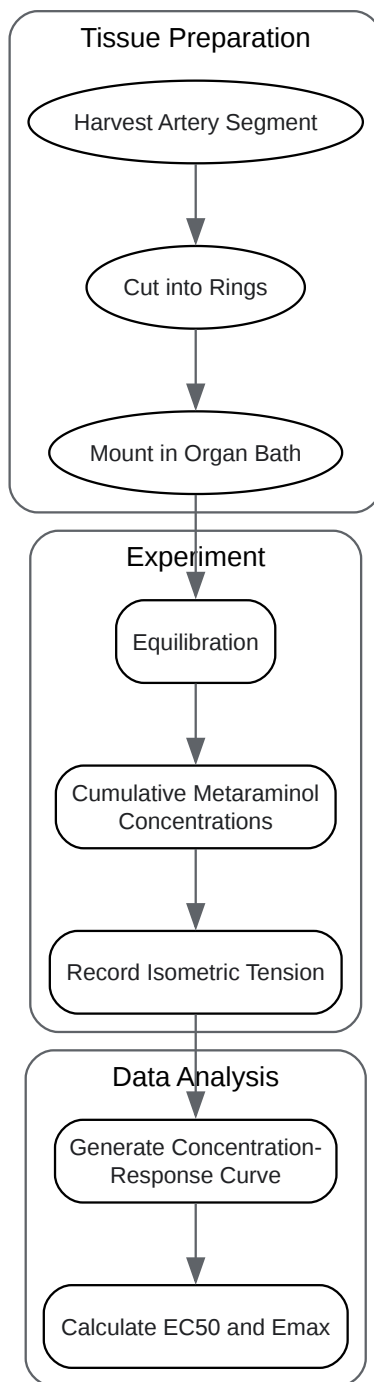 Tissue Preparation
Harvest Artery Segment
Cut into Rings
Mount in Organ Bath
Experiment
Equilibration
Cumulative Metaraminol
Concentrations
Record Isometric Tension
Data Analysis
Generate Concentration-
Response Curve
Calculate EC50 and Emax